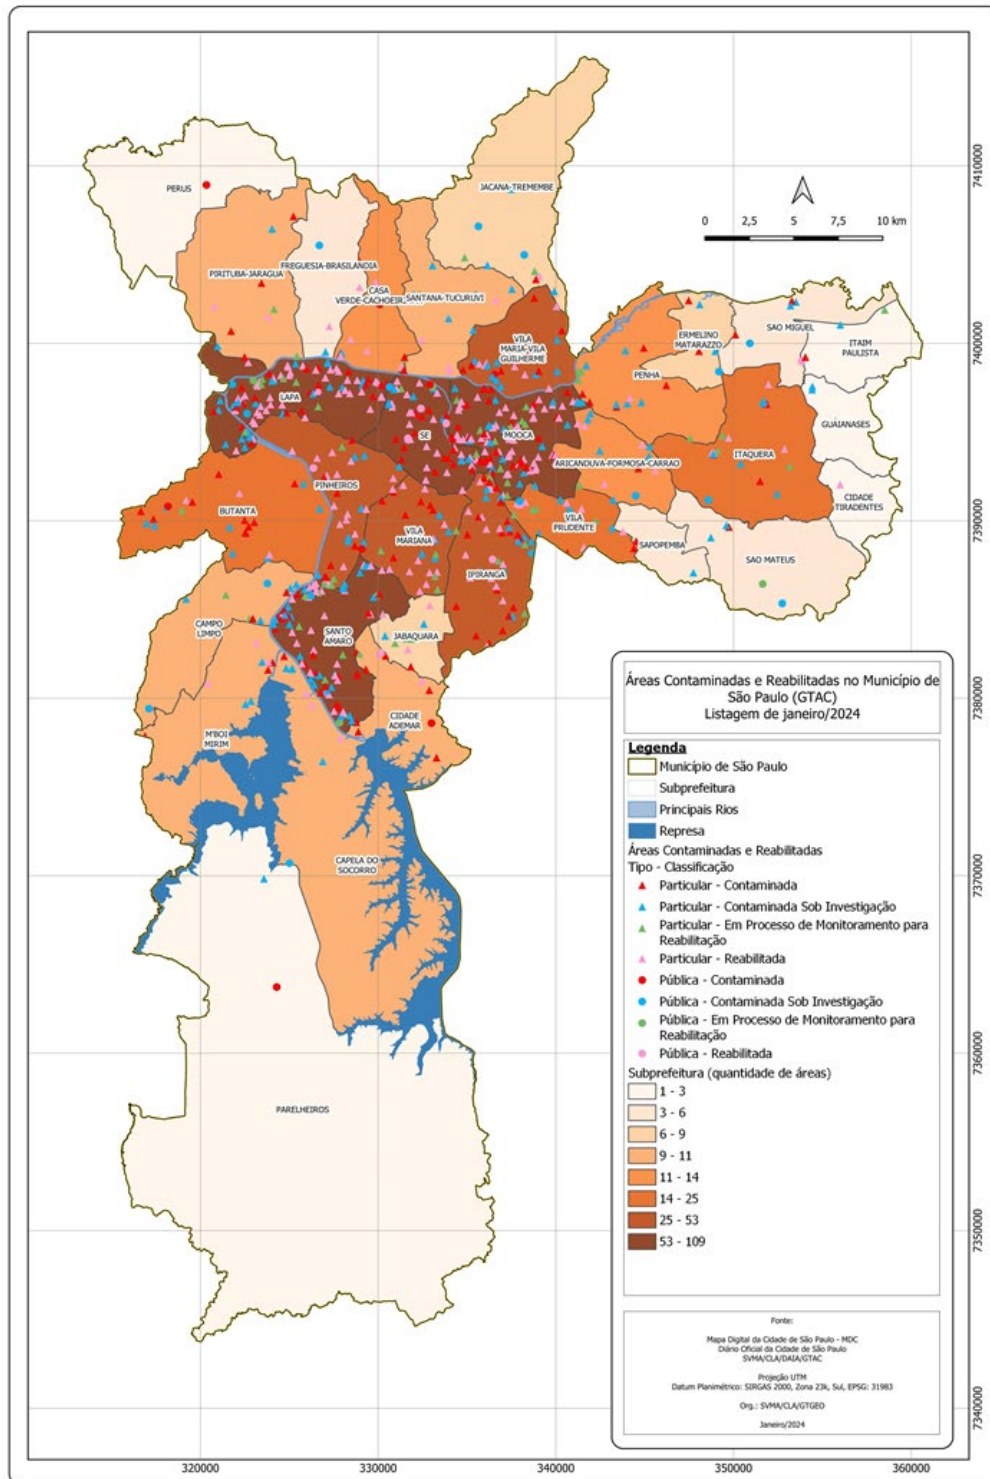 7410000
7400000
7390000
7380000
7370000
7360000
7350000
7340000
0 2,5 5 7,5 10 km
PERUS
JACANA-TREMEMBE
PIRITUBA-JARAGUA
FREGUESIA-BRASILANDIA
CASA
VERDE-CACHOEIR
SANTANA-TUCURUVI
VILA
MARIA-VILA
GUILHERME
ERMELINO
MATARAZZO
SAO MIGUEL
ITAIM
PAULISTA
PENHA
LAPA
SE
MOOCA
GUAIANASES
ARICANDUVA-FORMOSA-CARRAO
ITAQUERA
PINHEIROS
CIDADE
TIRADENTES
BUTANTA
VILA
MARIANA
VILA
PRUDENTE
SAPOPEMBA
SAO MATEUS
IPIRANGA
CAMPO
LIMPO
SANTO
AMARO
JABAQUARA
M'BOI
MIRIM
CIDADE
ADEMAR
CAPELA DO
SOCORRO
PARELHEIROS
Áreas Contaminadas e Reabilitadas no Município de
São Paulo (GTAC)
Listagem de janeiro/2024
Legenda
Município de São Paulo
Subprefeitura
Principais Rios
Represa
Áreas Contaminadas e Reabilitadas
Tipo - Classificação
Particular - Contaminada
Particular - Contaminada Sob Investigação
Particular - Em Processo de Monitoramento para
Reabilitação
Particular - Reabilitada
Pública - Contaminada
Pública - Contaminada Sob Investigação
Pública - Em Processo de Monitoramento para
Reabilitação
Pública - Reabilitada
Subprefeitura (quantidade de áreas)
1 - 3
3 - 6
6 - 9
9 - 11
11 - 14
14 - 25
25 - 53
53 - 109
Fonte:
Mapa Digital da Cidade de São Paulo - MDC
Diário Oficial da Cidade de São Paulo
SVMA/CLA/DAIA/GTAC
Projeção UTM
Datum Planimétrico: SIRGAS 2000, Zona 23k, Sul, EPSG: 31983
Org.: SVMA/CLA/GTGEO
Janeiro/2024
320000 330000 340000 350000 360000